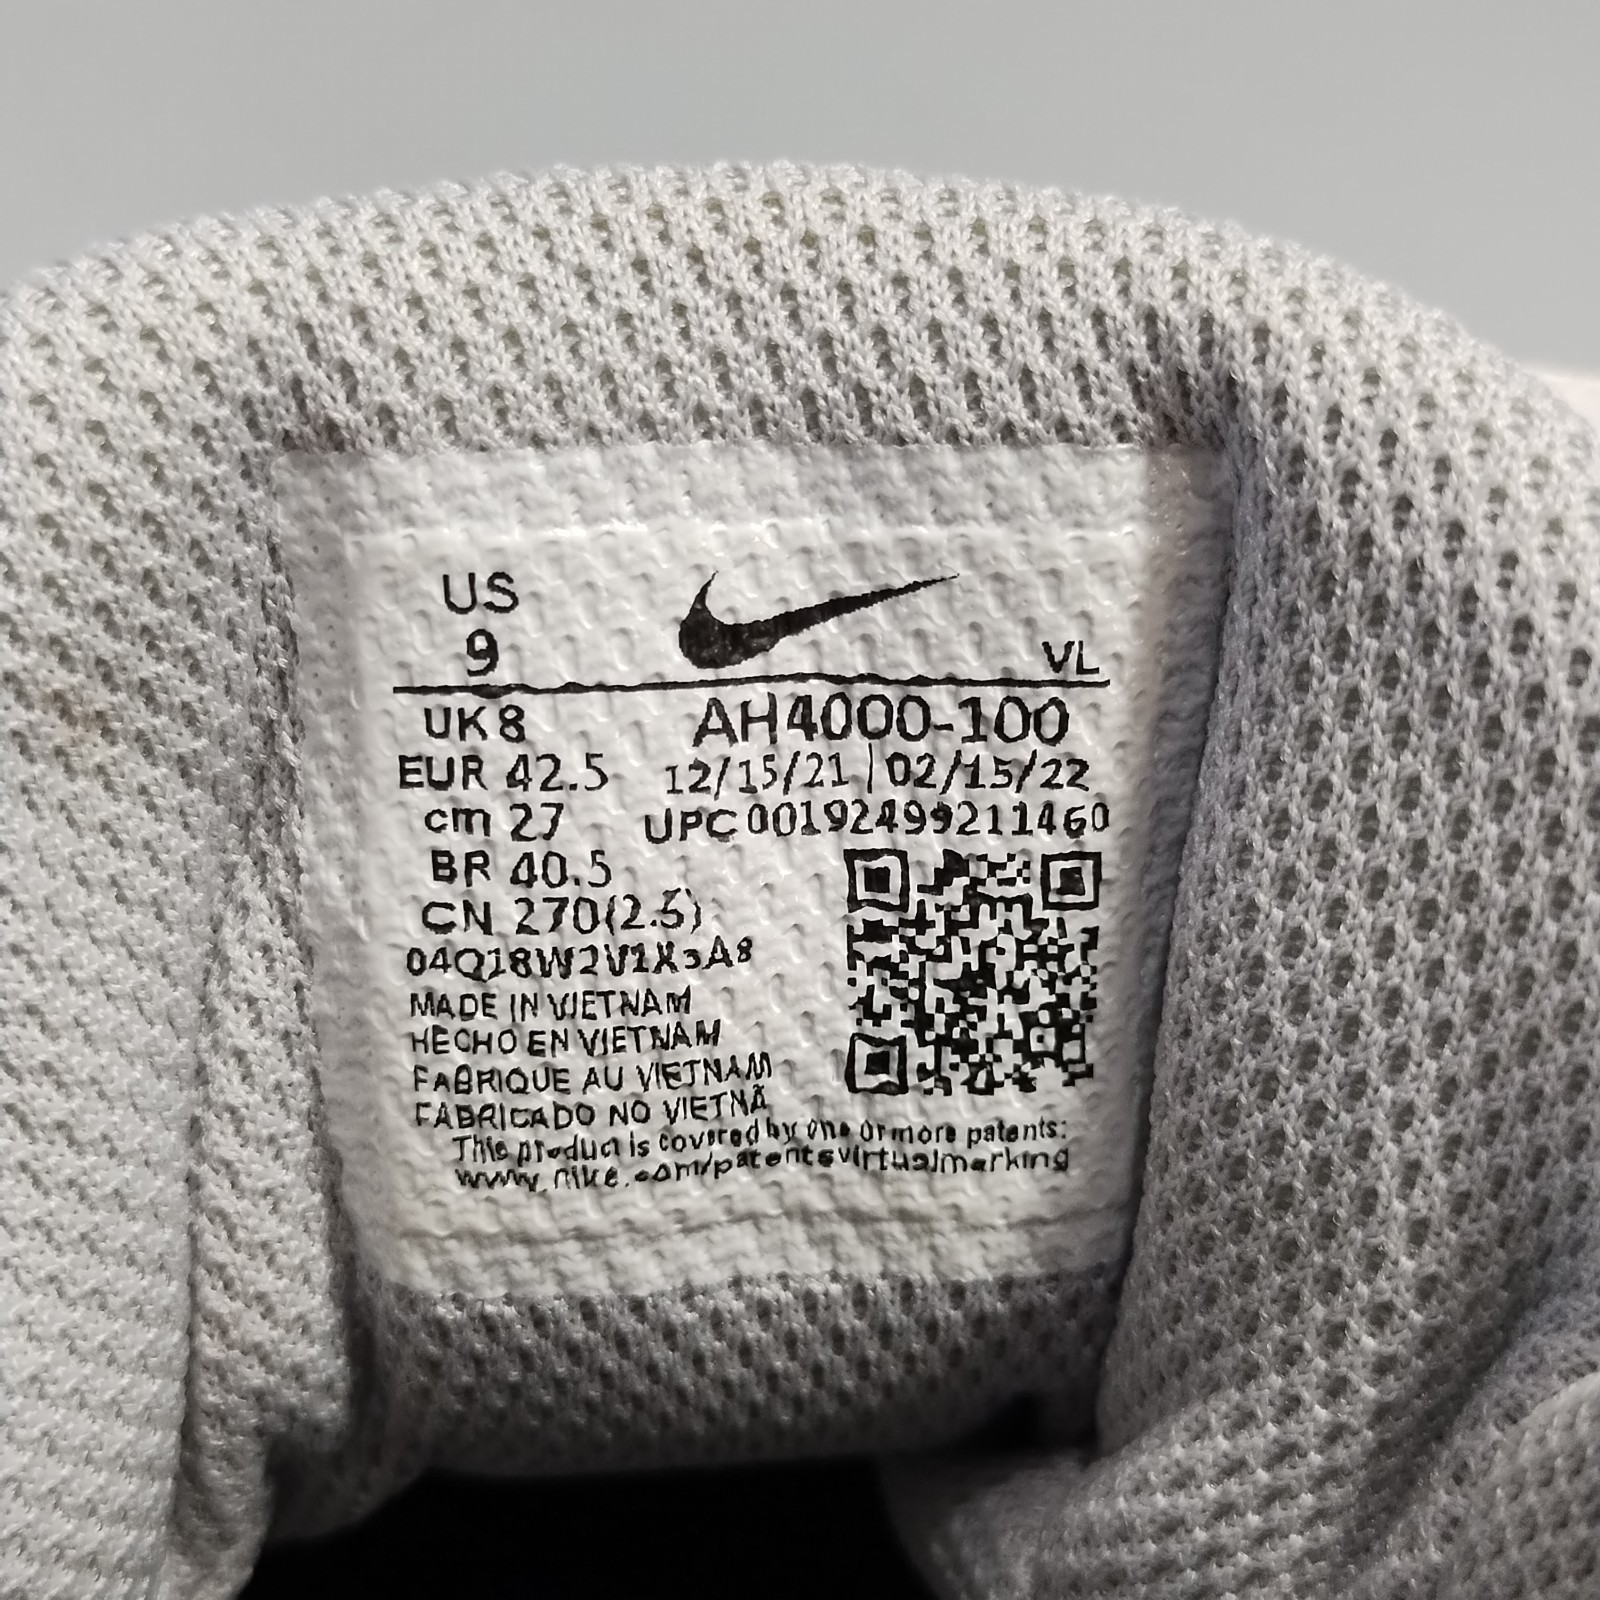 US
9
VL
UK 8
AH4000-100
EUR 42.5
12/15/21 | 02/15/22
cm 27
UPC 00192499211460
BR 40.5
CN 270(2.5)
04Q18W2V1X3A8
MADE IN VIETNAM
HECHO EN VIETNAM
FABRIQUE AU VIETNAM
FABRICADO NO VIETNÃ
This product is covered by one or more patents:
www.nike.com/patentsvirtualmarking